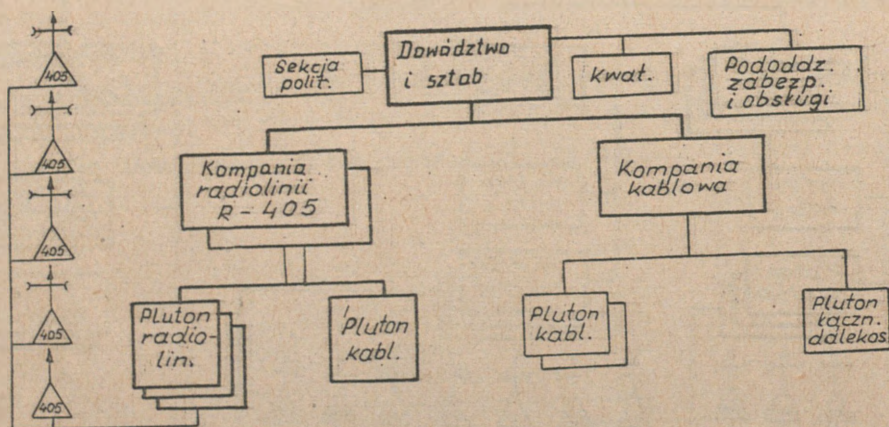 405
405
405
405
405
Sekcja
polit.
Dowództwo
i sztab
Kwat.
Pododdz.
zabezp.
i obsługi
Kompania
radiolinii
R-405
Kompania
kablowa
Pluton
radio-
lin.
Pluton
kabl.
Pluton
kabl.
Pluton
łączn.
dalekos